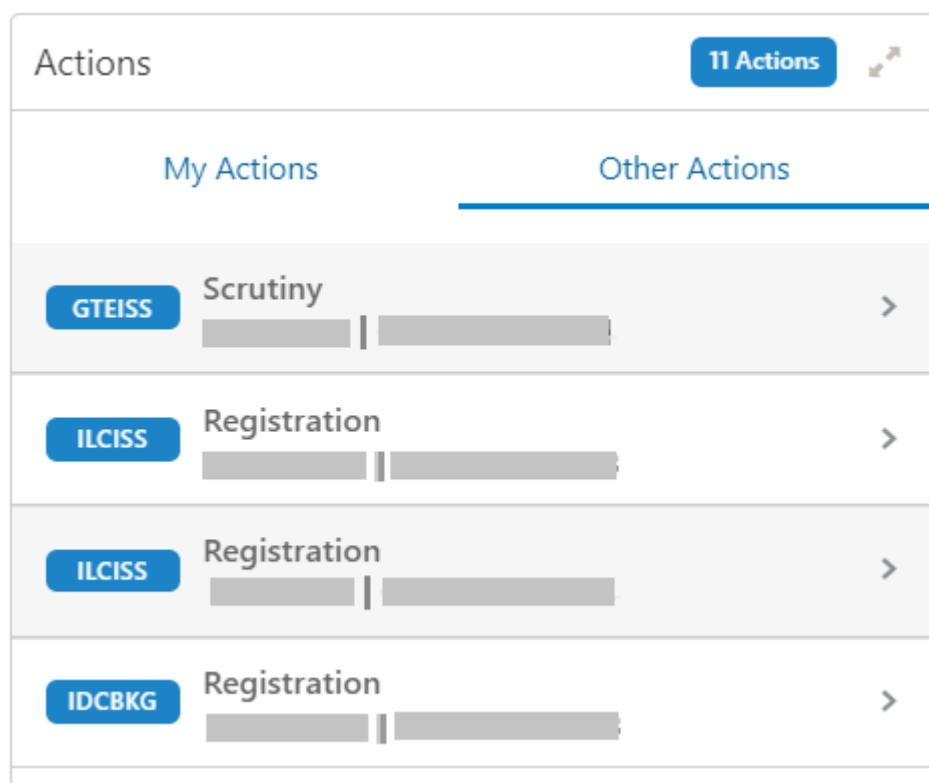 Actions
11 Actions
My Actions
Other Actions
GTEISS
Scrutiny
ILCISS
Registration
ILCISS
Registration
IDCBKG
Registration